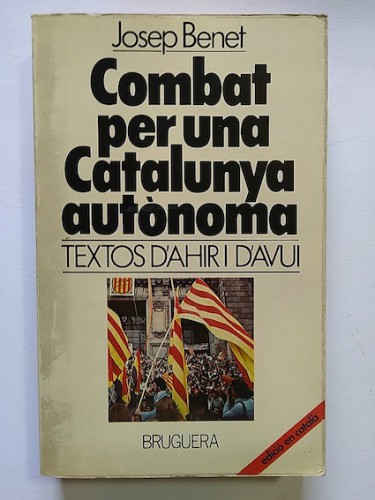 Josep Benet
Combat
per una
Catalunya
autònoma
TEXTOS D'AHIR I D'AVUI
BRUGUERA
edició en català